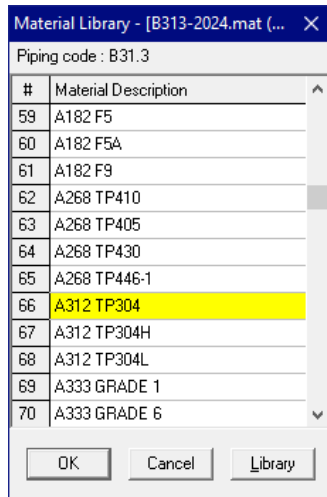 Material Library - [B313-2024.mat (...
Piping code : B31.3
# Material Description
59 A182 F5
60 A182 F5A
61 A182 F9
62 A268 TP410
63 A268 TP405
64 A268 TP430
65 A268 TP446-1
66 A312 TP304
67 A312 TP304H
68 A312 TP304L
69 A333 GRADE 1
70 A333 GRADE 6
OK Cancel Library